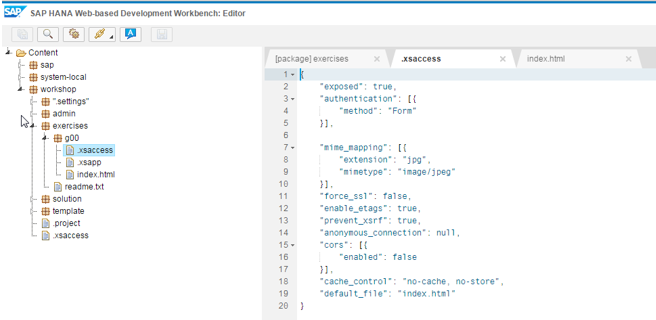 SAP SAP HANA Web-based Development Workbench: Editor
A
Content
sap
system-local
workshop
".settings"
admin
exercises
g00
.xsaccess
.xsapp
index.html
readme.txt
solution
template
.project
.xsaccess
[package] exercises × .xsaccess × index.html ×
1 {
2 "exposed": true,
3 "authentication": [{
4 "method": "Form"
5 }],
6
7 "mime_mapping": [{
8 "extension": "jpg",
9 "mimetype": "image/jpeg"
10 }],
11 "force_ssl": false,
12 "enable_etags": true,
13 "prevent_xsrf": true,
14 "anonymous_connection": null,
15 "cors": [{
16 "enabled": false
17 }],
18 "cache_control": "no-cache, no-store",
19 "default_file": "index.html"
20 }